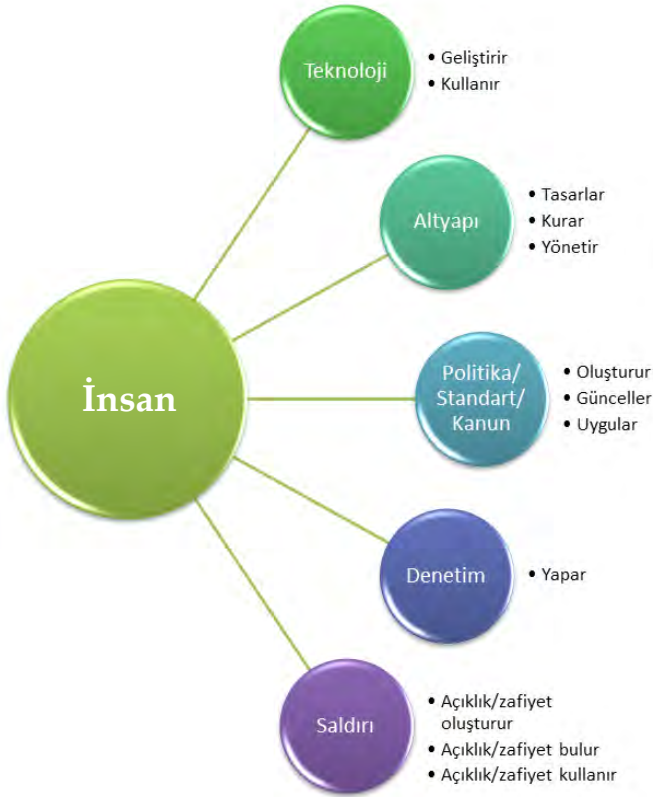 Teknoloji
• Geliştirir
• Kullanır
Altyapı
• Tasarlar
• Kurar
• Yönetir
İnsan
Politika/
Standart/
Kanun
• Oluşturur
• Günceller
• Uygular
Denetim
• Yapar
Saldırı
• Açıklık/zafiyet
oluşturur
• Açıklık/zafiyet bulur
• Açıklık/zafiyet kullanır